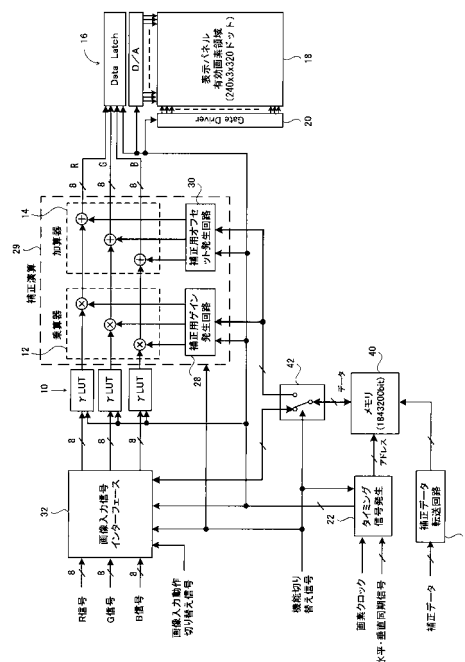 R信号
G信号
B信号
8
8
8
32
画像入力信号
インターフェース
画像入力動作
切り替え信号
8
8
8
10
γLUT
γLUT
γLUT
29
補正演算
12
乗算器
14
加算器
28
補正用ゲイン
発生回路
30
補正用オフセ
ット発生回路
8
8
8
R
G
B
16
Data Latch
D/A
表示パネル
有効画素領域
(240x3x320ドット)
18
Gate Driver
20
機能切り
替え信号
42
データ
40
メモリ
(1843200bit)
アドレス
22
タイミング
信号発生
画素クロック
水平・垂直同期信号
補正データ
補正データ
転送回路